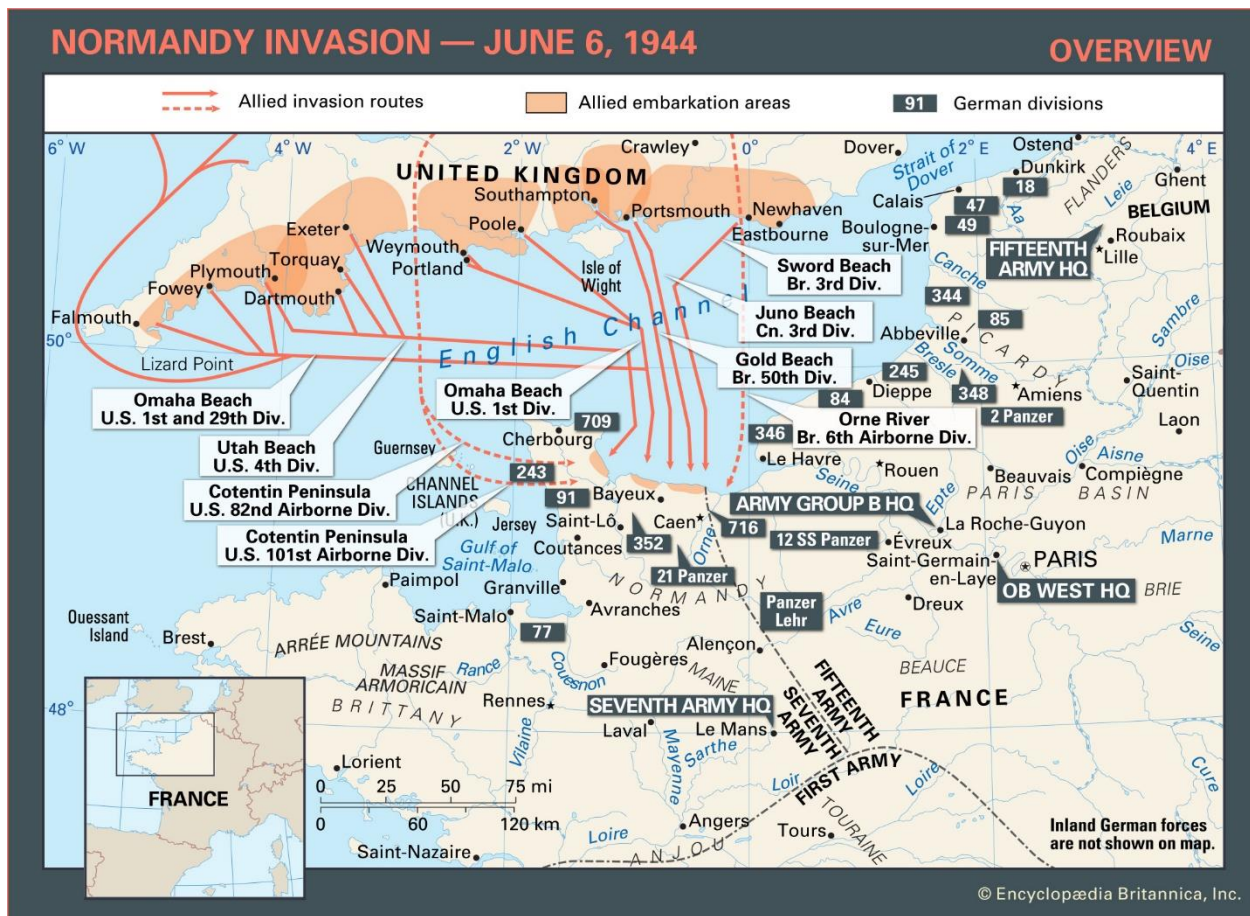 NORMANDY INVASION — JUNE 6, 1944
OVERVIEW
Allied invasion routes
Allied embarkation areas
91
German divisions
6° W
4° W
2° W
0°
2° E
4° E
UNITED KINGDOM
Crawley
Dover
Strait of
Dover
Ostend
Dunkirk
FLANDERS
Ghent
Southampton
Calais
18
47
49
Aa
Leie
BELGIUM
Exeter
Poole
Portsmouth
Newhaven
Eastbourne
Boulogne-
sur-Mer
FIFTEENTH
ARMY HQ
Roubaix
Lille
Weymouth
Portland
Torquay
Plymouth
Fowey
Dartmouth
Falmouth
Isle of
Wight
Sword Beach
Br. 3rd Div.
Canche
344
85
PICARDY
Sambre
50°
Lizard Point
English Channel
Juno Beach
Cn. 3rd Div.
Abbeville
Somme
Bresle
Oise
Gold Beach
Br. 50th Div.
245
Dieppe
348
Amiens
Saint-
Quentin
Omaha Beach
U.S. 1st and 29th Div.
Omaha Beach
U.S. 1st Div.
84
2 Panzer
Laon
Utah Beach
U.S. 4th Div.
Guernsey
Cherbourg
709
Orne River
Br. 6th Airborne Div.
346
Le Havre
Rouen
Seine
Beauvais
Oise
Aisne
Compiègne
Cotentin Peninsula
U.S. 82nd Airborne Div.
CHANNEL
ISLANDS
(U.K.)
243
91
Bayeux
ARMY GROUP B HQ
Epte
PARIS BASIN
Cotentin Peninsula
U.S. 101st Airborne Div.
Jersey
Saint-Lô
Caen
716
La Roche-Guyon
Coutances
352
Orne
12 SS Panzer
Évreux
Marne
Gulf of
Saint-Malo
21 Panzer
Saint-Germain-
en-Laye
PARIS
Paimpol
Granville
NORMANDY
OB WEST HQ
BRIE
Ouessant
Island
Saint-Malo
Avranches
Panzer
Lehr
Avre
Dreux
Brest
77
Eure
Seine
ARRÉE MOUNTAINS
Alençon
MASSIF
ARMORICAIN
Rance
Couesnon
Fougères
MAINE
BEAUCE
BRITTANY
Rennes
FIFTEENTH
ARMY
SEVENTH
ARMY
FRANCE
48°
SEVENTH ARMY HQ
Vilaine
Laval
Le Mans
Mayenne
Sarthe
Lorient
FIRST ARMY
Loir
Loire
Cure
0 25 50 75 mi
0 60 120 km
FRANCE
Angers
TOURAINE
Loire
ANJOU
Tours
Saint-Nazaire
Inland German forces
are not shown on map.
© Encyclopædia Britannica, Inc.